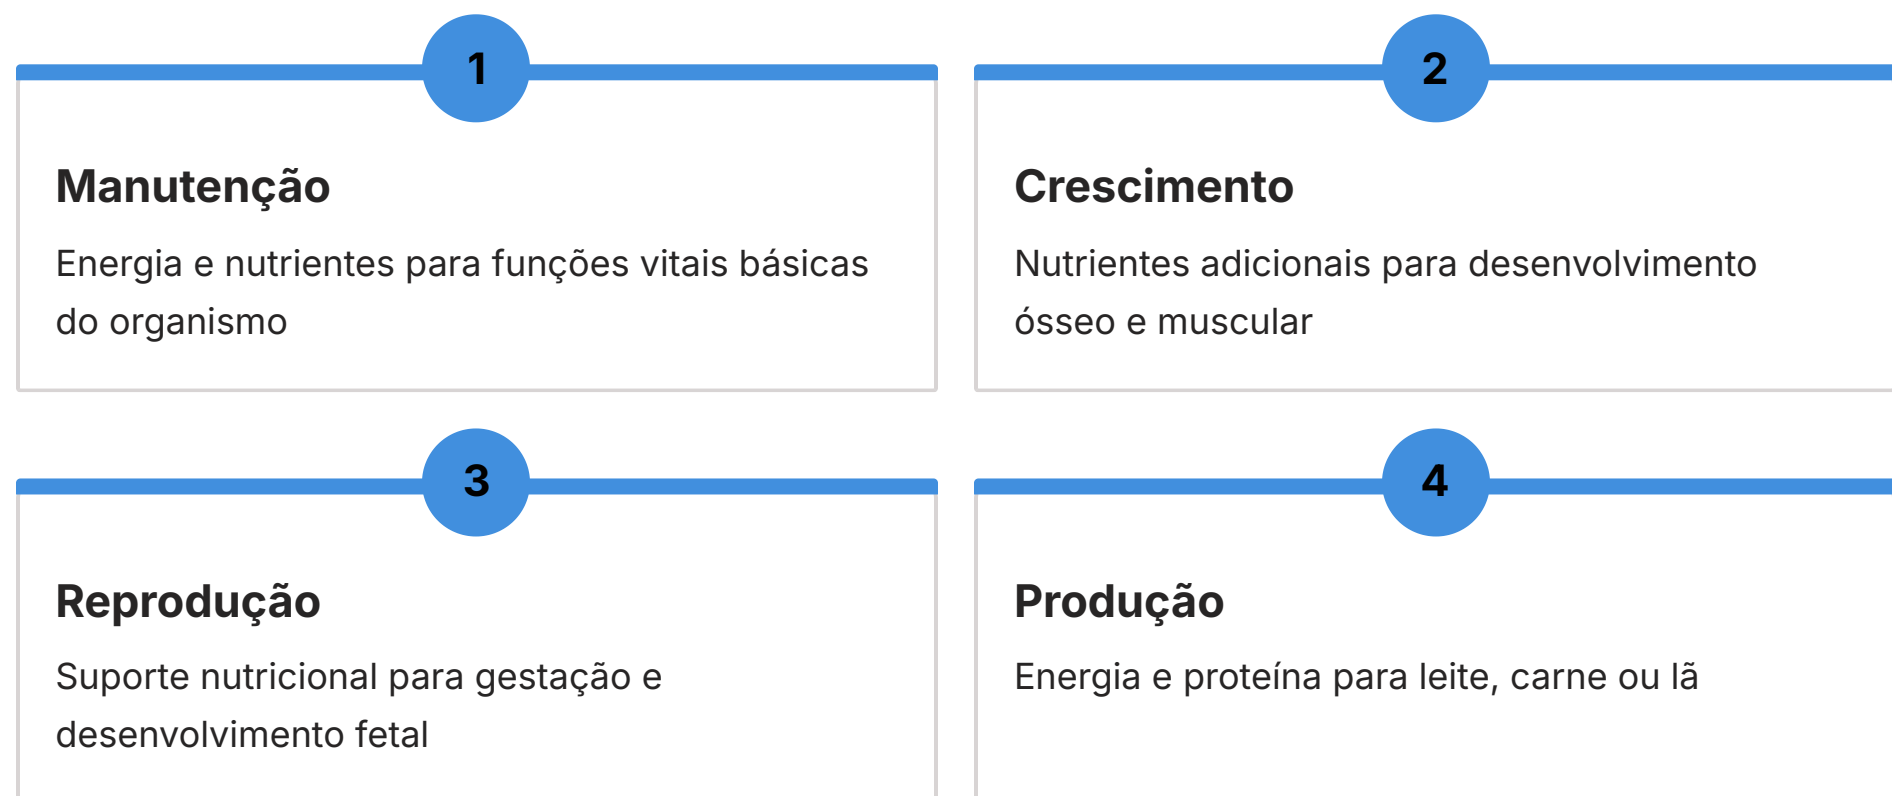 1
Manutenção
Energia e nutrientes para funções vitais básicas
do organismo
2
Crescimento
Nutrientes adicionais para desenvolvimento
ósseo e muscular
3
Reprodução
Suporte nutricional para gestação e
desenvolvimento fetal
4
Produção
Energia e proteína para leite, carne ou lã